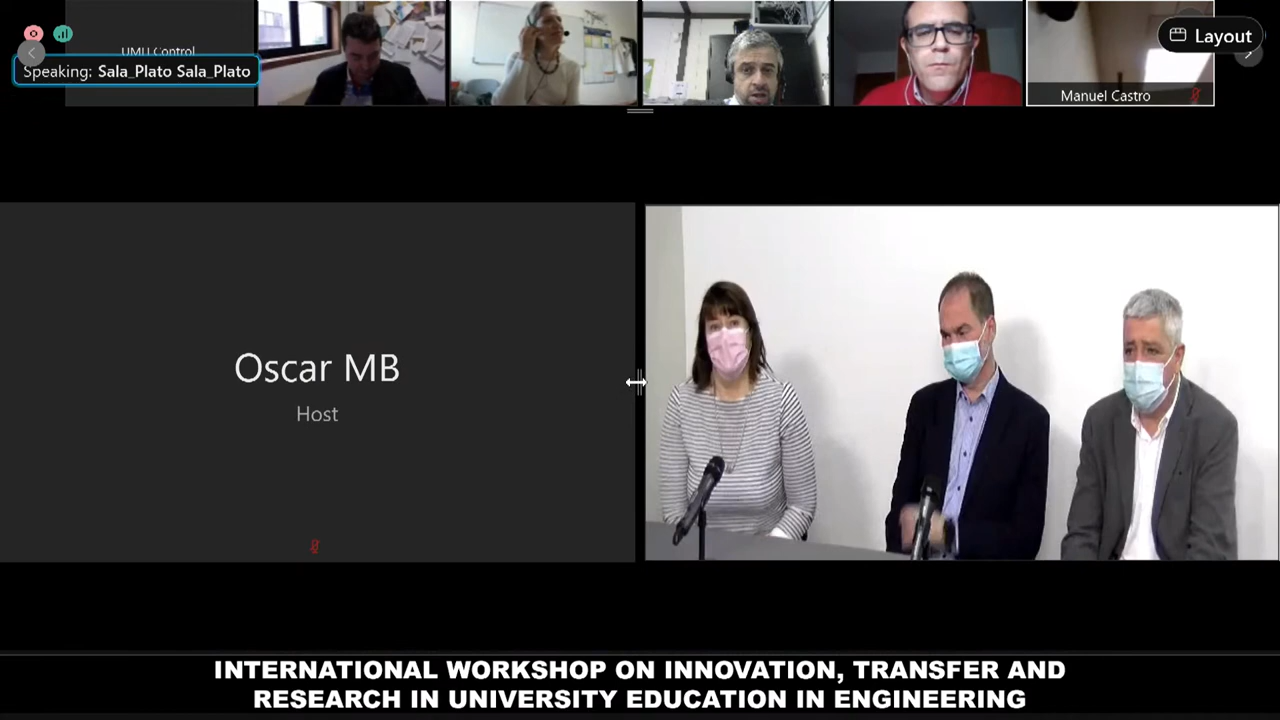 UMU Control
Layout
Speaking: Sala_Plato Sala_Plato
Manuel Castro
Oscar MB
Host
INTERNATIONAL WORKSHOP ON INNOVATION, TRANSFER AND
RESEARCH IN UNIVERSITY EDUCATION IN ENGINEERING